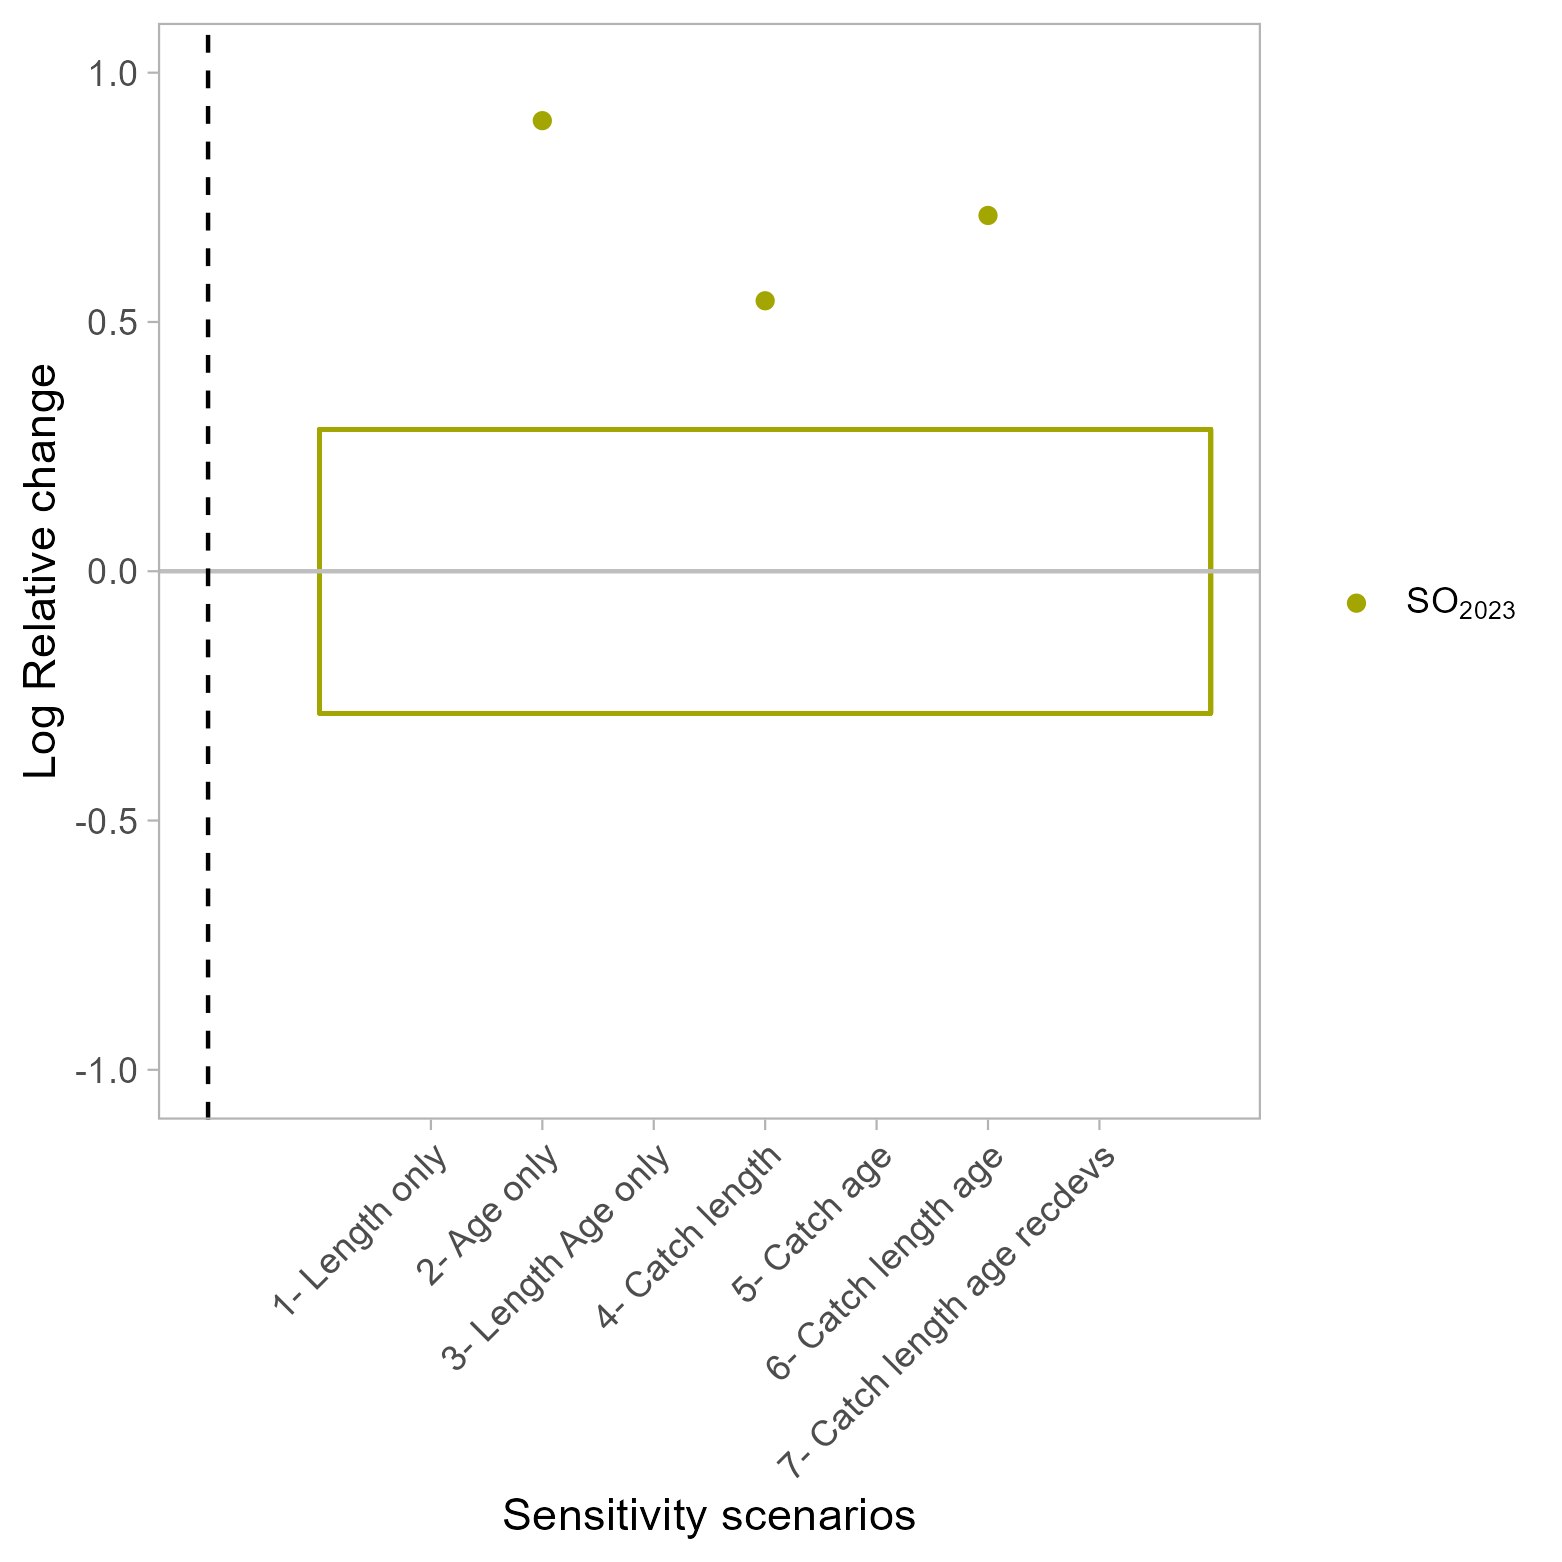 1.0
0.5
0.0
-0.5
-1.0
Log Relative change
1- Length only
2- Age only
3- Length Age only
4- Catch length
5- Catch age
6- Catch length age
7- Catch length age recdevs
Sensitivity scenarios
SO₂₀₂₃